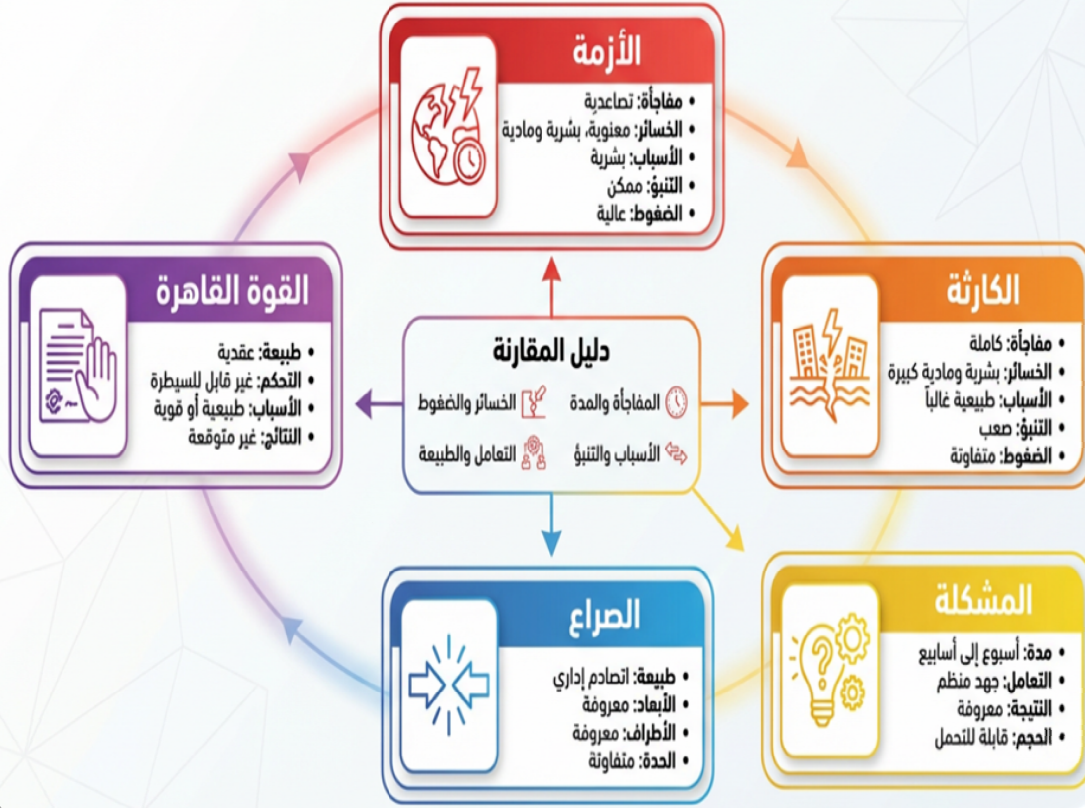 الأزمة
• مفاجأة: تصاعدية
• الخسائر: معنوية، بشرية ومادية
• الأسباب: بشرية
• التنبؤ: ممكن
• الضغوط: عالية
الكارثة
• مفاجأة: كاملة
• الخسائر: بشرية ومادية كبيرة
• الأسباب: طبيعية غالباً
• التنبؤ: صعب
• الضغوط: متفاوتة
القوة القاهرة
• طبيعة: عقدية
• التحكم: غير قابل للسيطرة
• الأسباب: طبيعية أو قوية
• النتائج: غير متوقعة
دليل المقارنة
المفاجأة والمدة
الخسائر والضغوط
الأسباب والتنبؤ
التعامل والطبيعة
المشكلة
• مدة: أسبوع إلى أسابيع
• التعامل: جهد منظم
• النتيجة: معروفة
• الحجم: قابلة للتحمل
الصراع
• طبيعة: اتصادم إداري
• الأبعاد: معروفة
• الأطراف: معروفة
• الحدة: متفاوتة